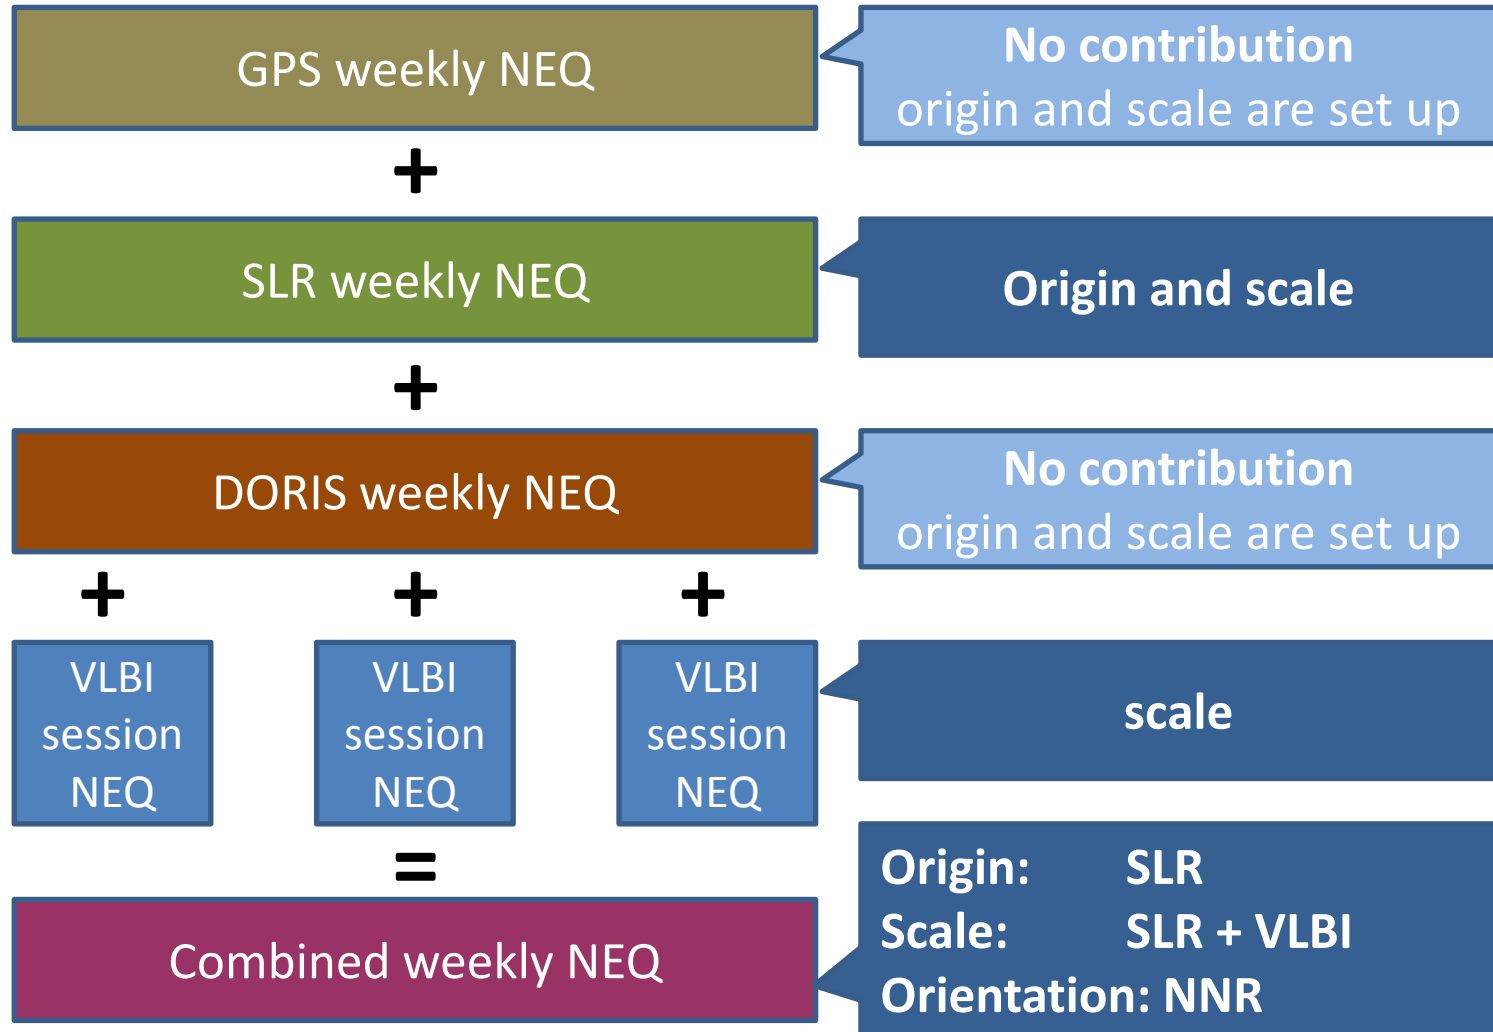 GPS weekly NEQ
No contribution
origin and scale are set up
+
SLR weekly NEQ
Origin and scale
+
DORIS weekly NEQ
No contribution
origin and scale are set up
+ + +
VLBI
session
NEQ
VLBI
session
NEQ
VLBI
session
NEQ
scale
=
Combined weekly NEQ
Origin: SLR
Scale: SLR + VLBI
Orientation: NNR